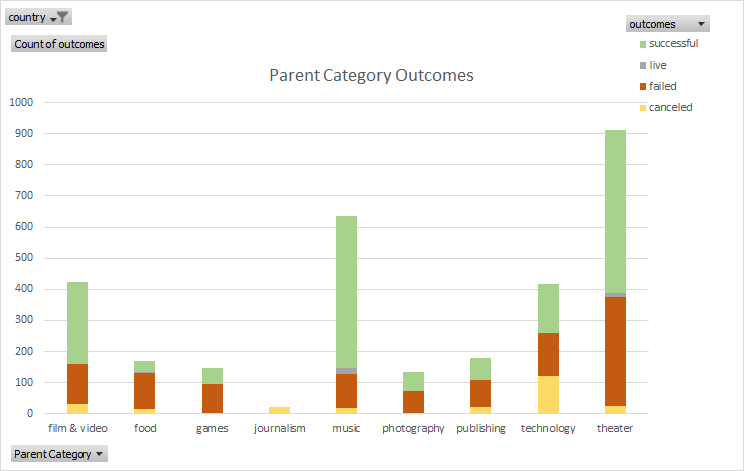 country
Count of outcomes
outcomes
successful
live
failed
canceled
Parent Category Outcomes
1000
900
800
700
600
500
400
300
200
100
0
film & video food games journalism music photography publishing technology theater
Parent Category